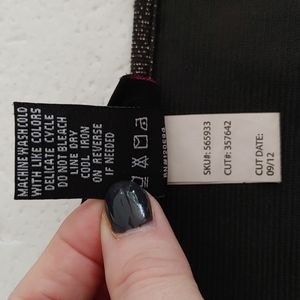 MACHINE WASH COLD
WITH LIKE COLORS
DELICATE CYCLE
DO NOT BLEACH
LINE DRY
COOL IRON
ON REVERSE
IF NEEDED
SKU#: 565933
CUT#: 357642
CUT DATE:
09/12